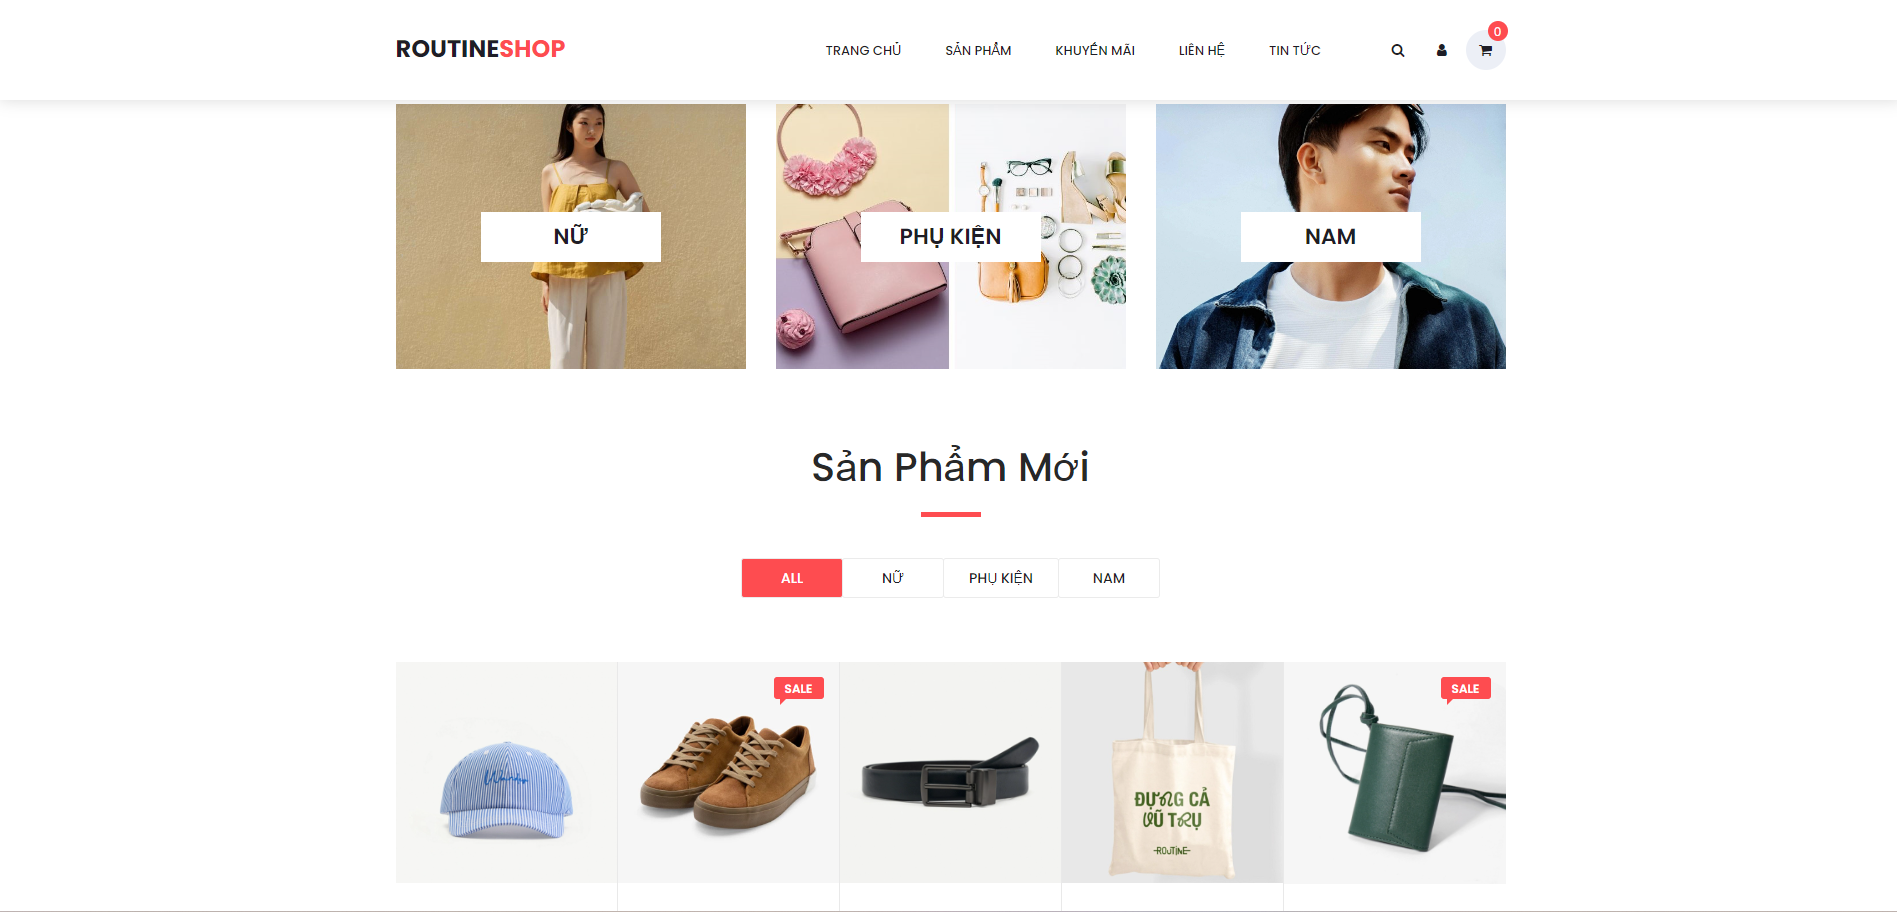 ROUTINESHOP
TRANG CHỦ SẢN PHẨM KHUYẾN MÃI LIÊN HỆ TIN TỨC
0
NỮ
PHỤ KIỆN
NAM
Sản Phẩm Mới
ALL NỮ PHỤ KIỆN NAM
SALE
SALE
ĐỰNG CẢ
VŨ TRỤ
ROUTINE